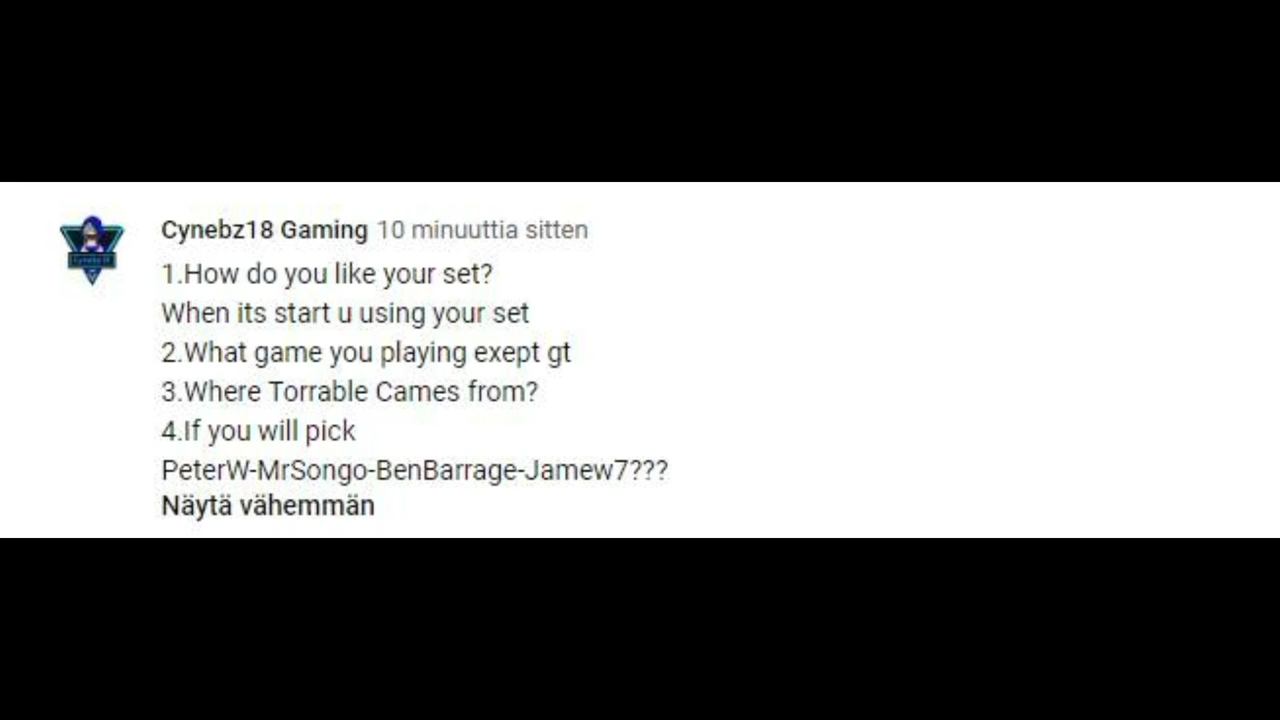 Cynebz18 Gaming 10 minuuttia sitten
1.How do you like your set?
When its start u using your set
2.What game you playing exept gt
3.Where Torrable Cames from?
4.If you will pick
PeterW-MrSongo-BenBarrage-Jamew7???
Näytä vähemmän